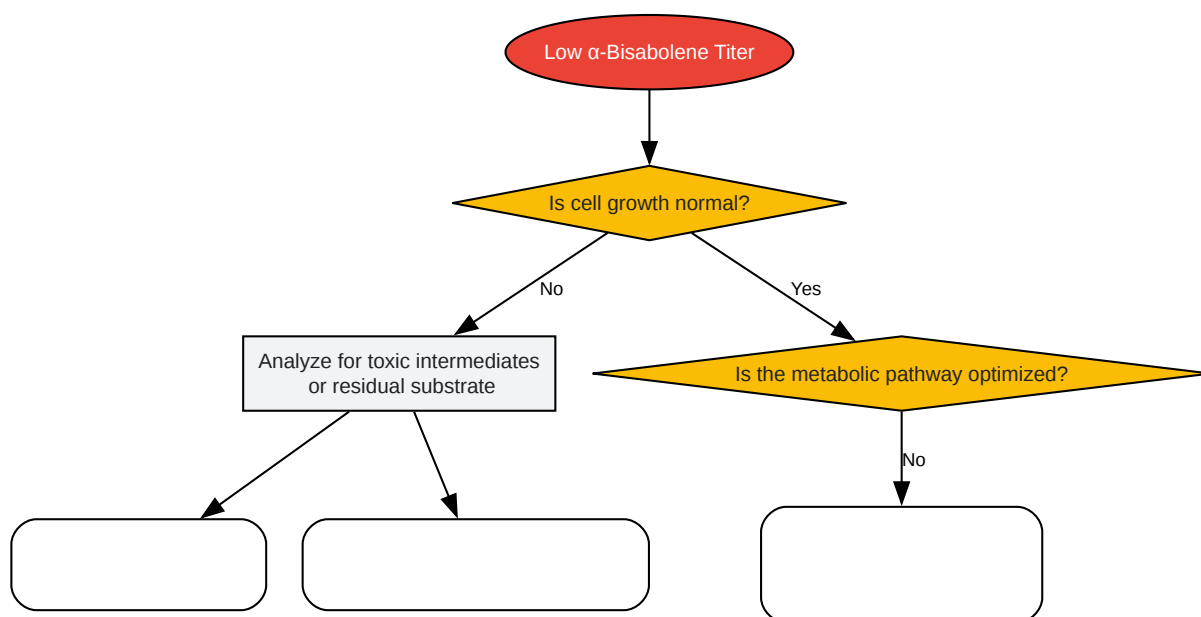 Low α-Bisabolene Titer
Is cell growth normal?
No
Yes
Analyze for toxic intermediates
or residual substrate
Is the metabolic pathway optimized?
No